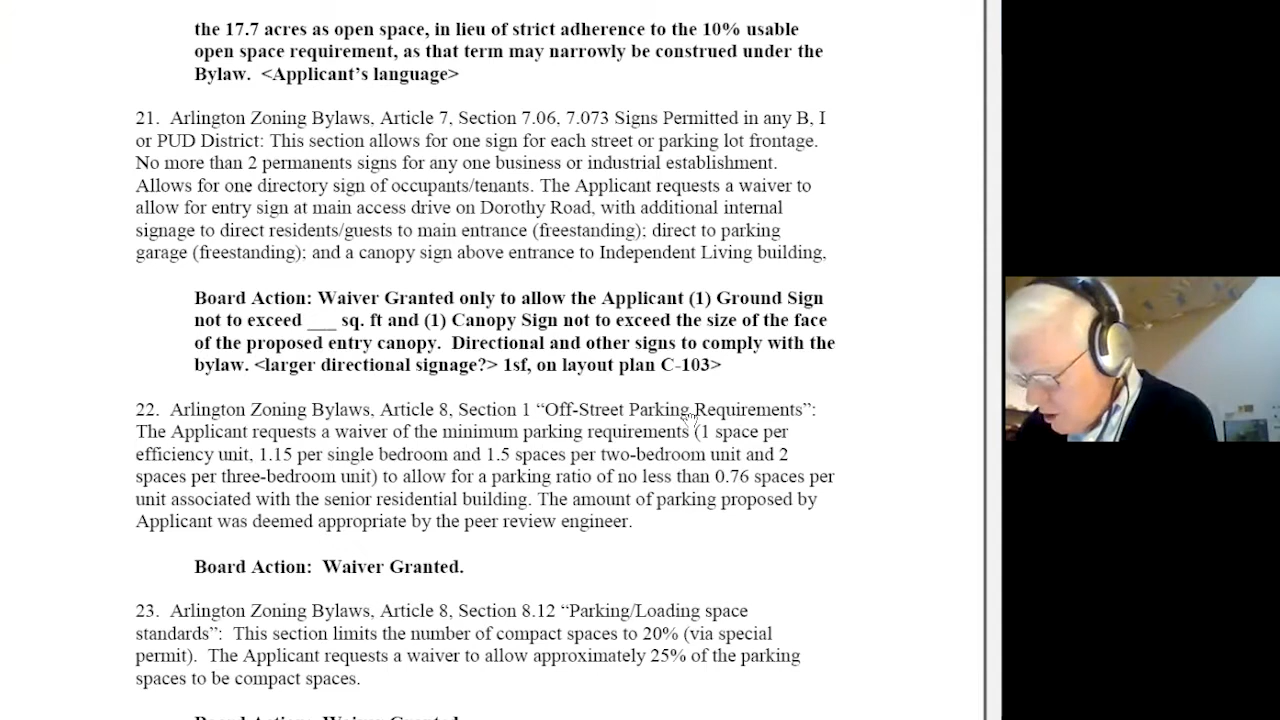 the 17.7 acres as open space, in lieu of strict adherence to the 10% usable
open space requirement, as that term may narrowly be construed under the
Bylaw.  <Applicant's language>
21.  Arlington Zoning Bylaws, Article 7, Section 7.06, 7.073 Signs Permitted in any B, I
or PUD District: This section allows for one sign for each street or parking lot frontage.
No more than 2 permanents signs for any one business or industrial establishment.
Allows for one directory sign of occupants/tenants. The Applicant requests a waiver to
allow for entry sign at main access drive on Dorothy Road, with additional internal
signage to direct residents/guests to main entrance (freestanding); direct to parking
garage (freestanding); and a canopy sign above entrance to Independent Living building,
Board Action: Waiver Granted only to allow the Applicant (1) Ground Sign
not to exceed ___ sq. ft and (1) Canopy Sign not to exceed the size of the face
of the proposed entry canopy.  Directional and other signs to comply with the
bylaw. <larger directional signage?> 1sf, on layout plan C-103>
22.  Arlington Zoning Bylaws, Article 8, Section 1 “Off-Street Parking Requirements”:
The Applicant requests a waiver of the minimum parking requirements (1 space per
efficiency unit, 1.15 per single bedroom and 1.5 spaces per two-bedroom unit and 2
spaces per three-bedroom unit) to allow for a parking ratio of no less than 0.76 spaces per
unit associated with the senior residential building. The amount of parking proposed by
Applicant was deemed appropriate by the peer review engineer.
Board Action:  Waiver Granted.
23.  Arlington Zoning Bylaws, Article 8, Section 8.12 “Parking/Loading space
standards”:  This section limits the number of compact spaces to 20% (via special
permit).  The Applicant requests a waiver to allow approximately 25% of the parking
spaces to be compact spaces.
Board Action: Waiver Granted